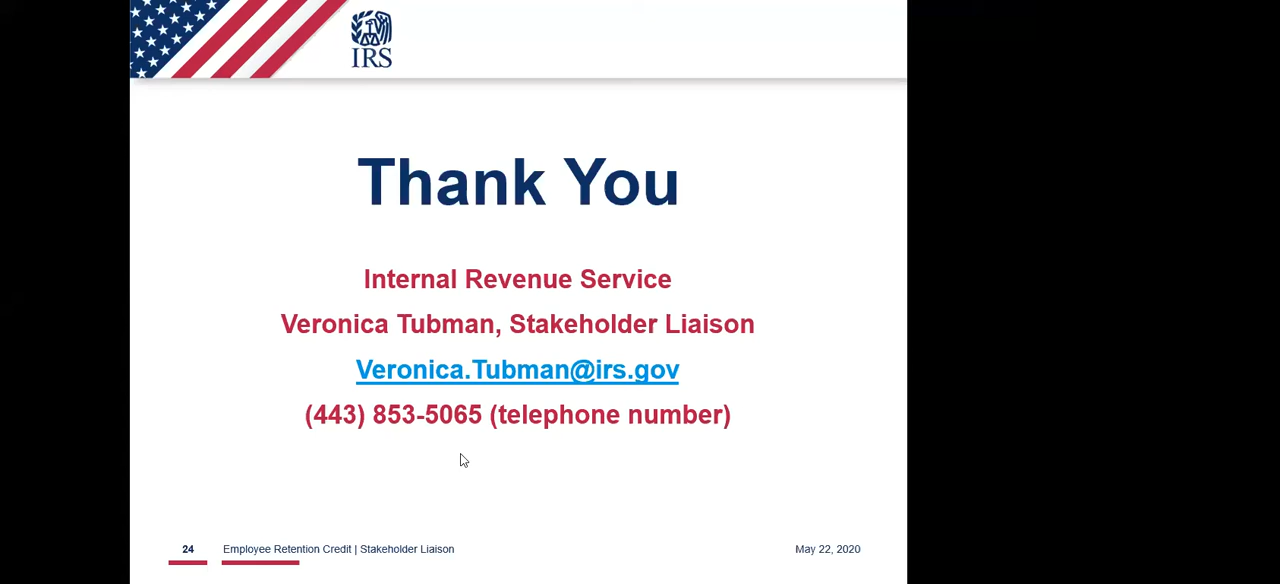 IRS
Thank You
Internal Revenue Service
Veronica Tubman, Stakeholder Liaison
Veronica.Tubman@irs.gov
(443) 853-5065 (telephone number)
24 Employee Retention Credit | Stakeholder Liaison May 22, 2020